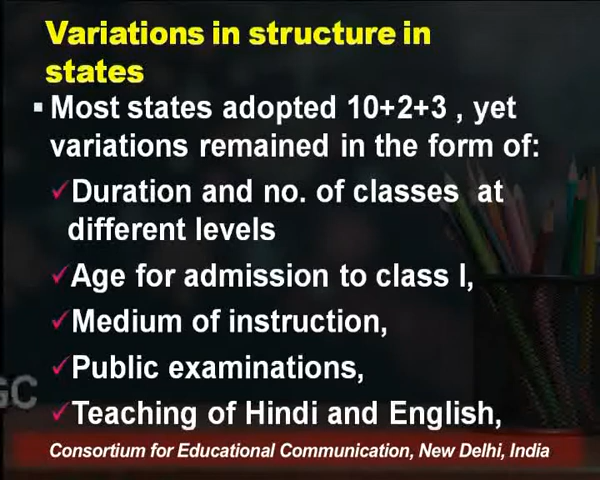 Variations in structure in
states
▪ Most states adopted 10+2+3 , yet
variations remained in the form of:
✓Duration and no. of classes at
different levels
✓Age for admission to class I,
✓Medium of instruction,
✓Public examinations,
GC
✓Teaching of Hindi and English,
Consortium for Educational Communication, New Delhi, India